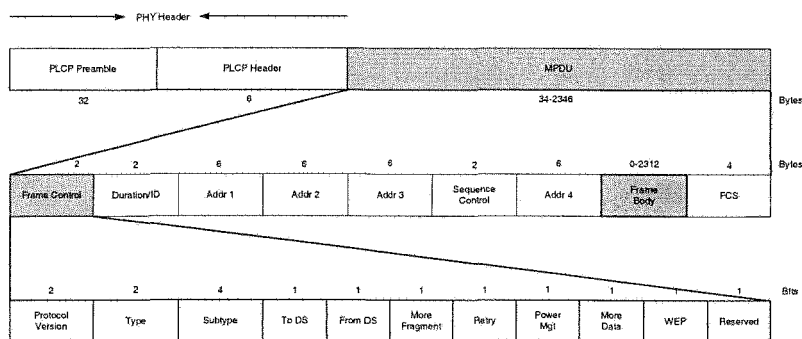 PHY Header
PLCP Preamble PLCP Header MPDU
32 6 34-2346 Bytes
2 2 6 6 6 2 6 0-2312 4 Bytes
Frame Control Duration/ID Addr 1 Addr 2 Addr 3 Sequence Control Addr 4 Frame Body FCS
2 2 4 1 1 1 1 1 1 1 1 Bits
Protocol Version Type Subtype To DS From DS More Fragment Retry Power Mgt More Data WEP Reserved